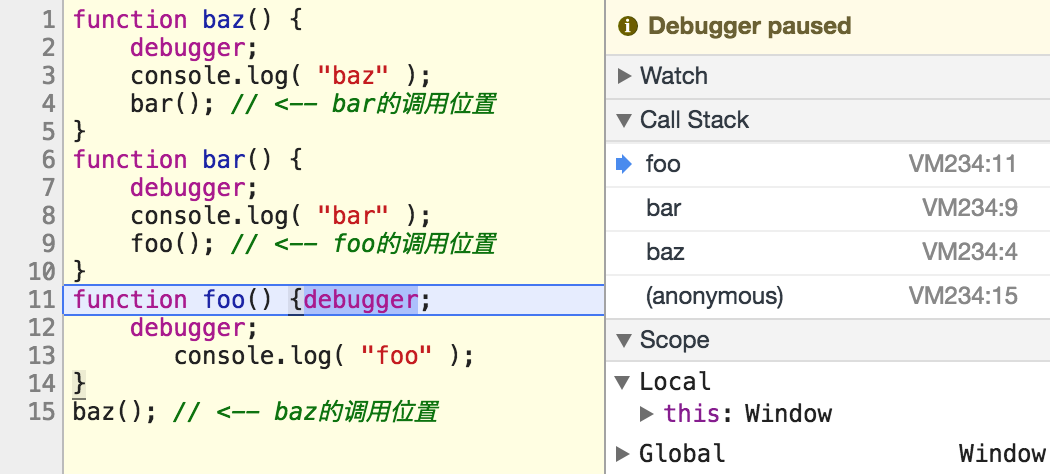 1 function baz() {
2 debugger;
3 console.log( "baz" );
4 bar(); // <-- bar的调用位置
5 }
6 function bar() {
7 debugger;
8 console.log( "bar" );
9 foo(); // <-- foo的调用位置
10 }
11 function foo() {debugger;
12 debugger;
13 console.log( "foo" );
14 }
15 baz(); // <-- baz的调用位置
Debugger paused
Watch
Call Stack
foo VM234:11
bar VM234:9
baz VM234:4
(anonymous) VM234:15
Scope
Local
this: Window
Global Window